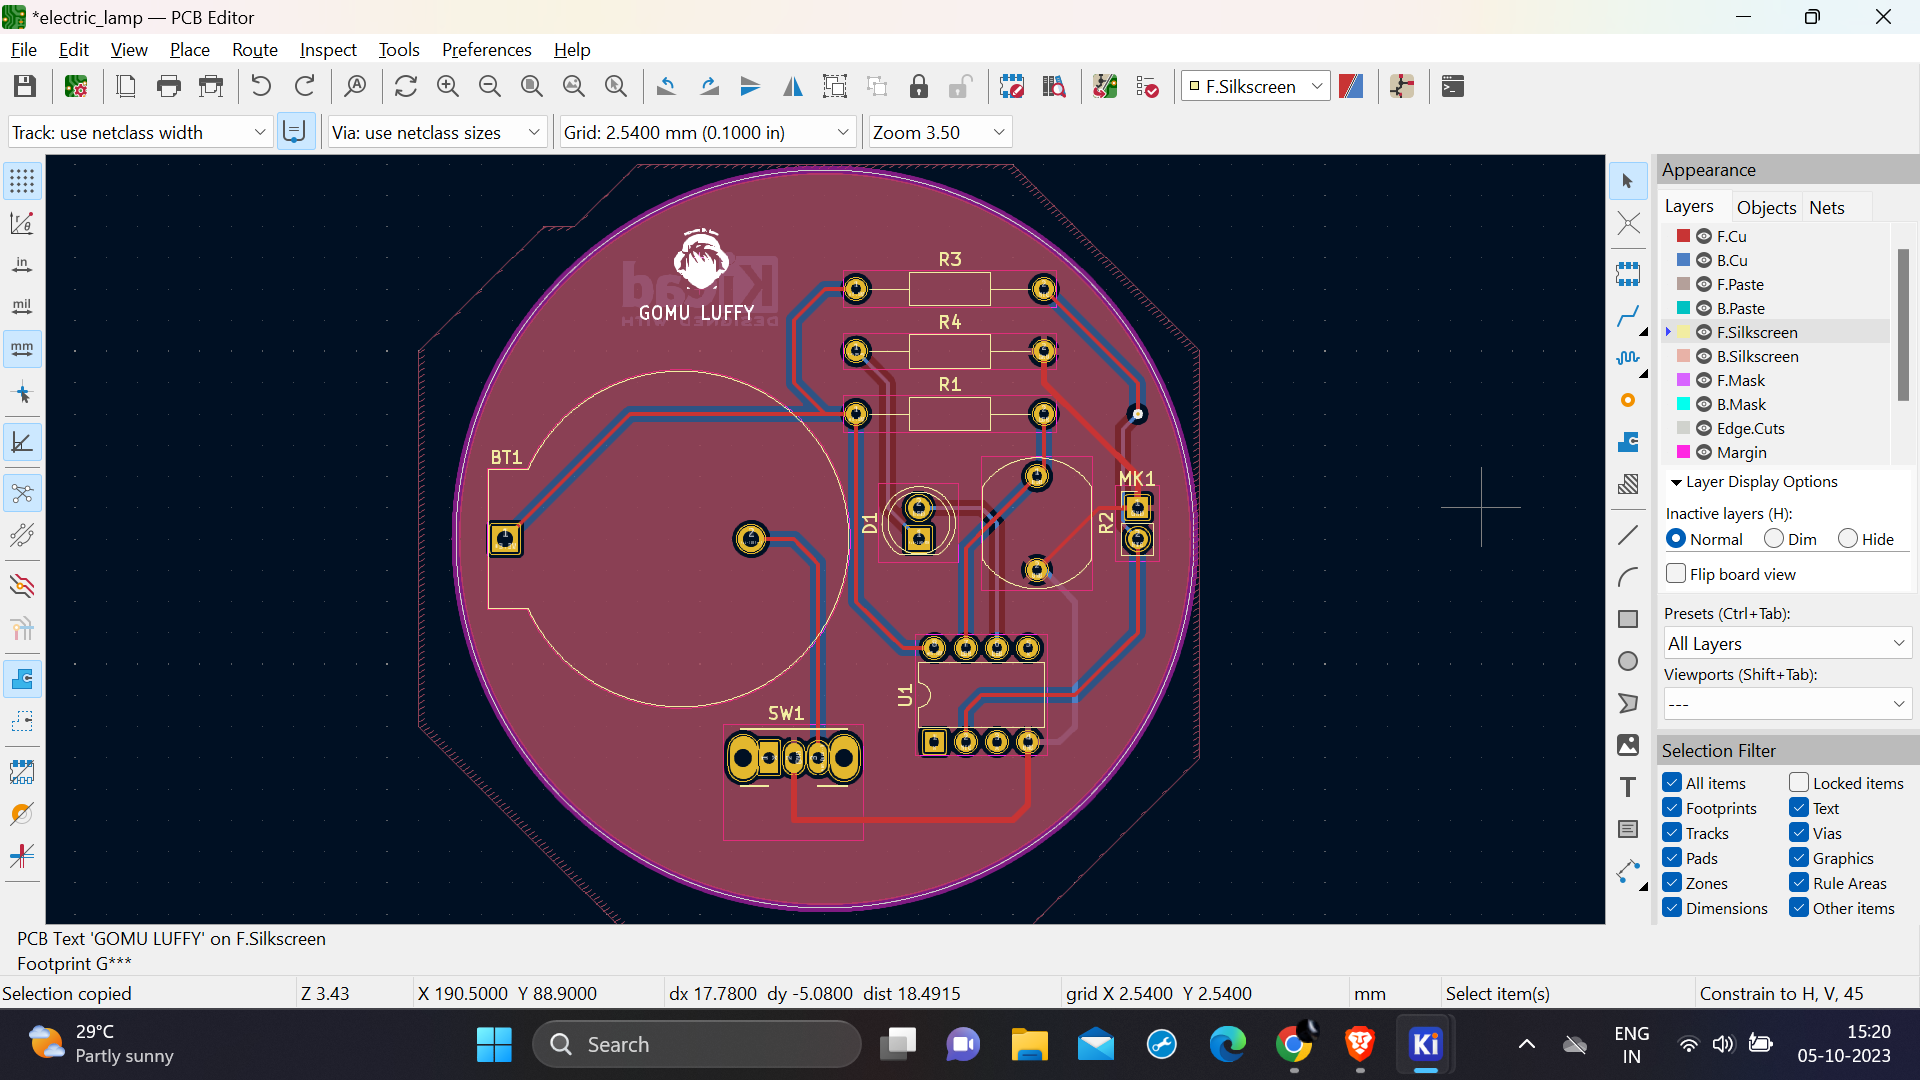 *electric_lamp — PCB Editor
File Edit View Place Route Inspect Tools Preferences Help
F.Silkscreen
Track: use netclass width
Via: use netclass sizes
Grid: 2.5400 mm (0.1000 in)
Zoom 3.50
in
mil
mm
GOMU LUFFY
KiCad
DESIGNED WITH
R3
R4
R1
BT1
D1
R2
MK1
U1
SW1
Appearance
Layers Objects Nets
F.Cu
B.Cu
F.Paste
B.Paste
F.Silkscreen
B.Silkscreen
F.Mask
B.Mask
Edge.Cuts
Margin
Layer Display Options
Inactive layers (H):
Normal Dim Hide
Flip board view
Presets (Ctrl+Tab):
All Layers
Viewports (Shift+Tab):
---
Selection Filter
All items Locked items
Footprints Text
Tracks Vias
Pads Graphics
Zones Rule Areas
Dimensions Other items
PCB Text 'GOMU LUFFY' on F.Silkscreen
Footprint G***
Selection copied Z 3.43 X 190.5000 Y 88.9000 dx 17.7800 dy -5.0800 dist 18.4915 grid X 2.5400 Y 2.5400 mm Select item(s) Constrain to H, V, 45
29°C
Partly sunny
Search
Ki
ENG
IN
15:20
05-10-2023